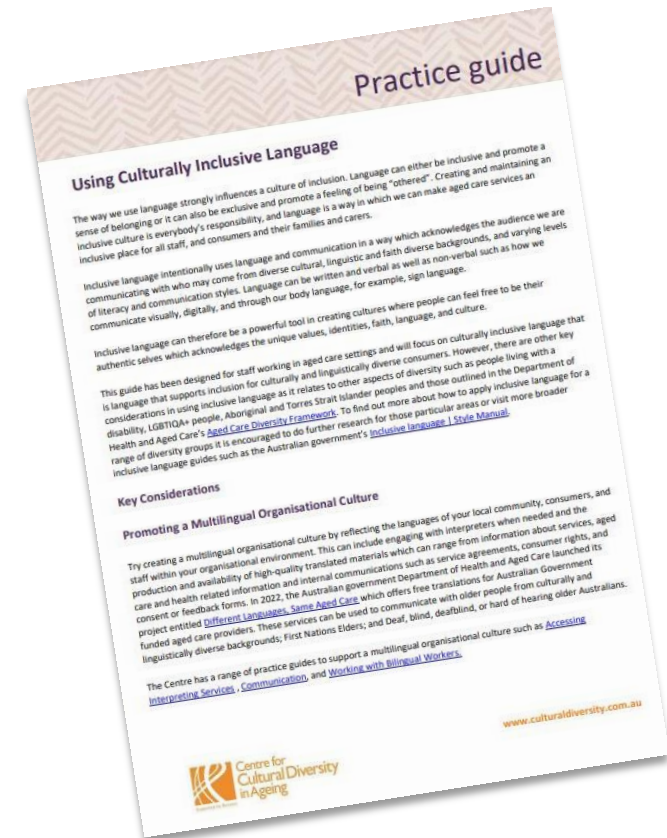 Practice guide
Using Culturally Inclusive Language
The way we use language strongly influences a culture of inclusion. Language can either be inclusive and promote a
sense of belonging or it can also be exclusive and promote a feeling of being "othered". Creating and maintaining an
inclusive culture is everybody's responsibility, and language is a way in which we can make aged care services an
inclusive place for all staff, and consumers and their families and carers.
Inclusive language intentionally uses language and communication in a way which acknowledges the audience we are
communicating with who may come from diverse cultural, linguistic and faith diverse backgrounds, and varying levels
of literacy and communication styles. Language can be written and verbal as well as non-verbal such as how we
communicate visually, digitally, and through our body language, for example, sign language.
Inclusive language can therefore be a powerful tool in creating cultures where people can feel free to be their
authentic selves which acknowledges the unique values, identities, faith, language, and culture.
This guide has been designed for staff working in aged care settings and will focus on culturally inclusive language that
is language that supports inclusion for culturally and linguistically diverse consumers. However, there are other key
considerations in using inclusive language as it relates to other aspects of diversity such as people living with a
disability, LGBTIQA+ people, Aboriginal and Torres Strait Islander peoples and those outlined in the Department of
Health and Aged Care's Aged Care Diversity Framework. To find out more about how to apply inclusive language for a
range of diversity groups it is encouraged to do further research for those particular areas or visit more broader
inclusive language guides such as the Australian government's Inclusive language | Style Manual.
Key Considerations
Promoting a Multilingual Organisational Culture
Try creating a multilingual organisational culture by reflecting the languages of your local community, consumers, and
staff within your organisational environment. This can include engaging with interpreters when needed and the
production and availability of high-quality translated materials which can range from information about services, aged
care and health related information and internal communications such as service agreements, consumer rights, and
consent or feedback forms. In 2022, the Australian government Department of Health and Aged Care launched its
project entitled Different Languages, Same Aged Care which offers free translations for Australian Government
funded aged care providers. These services can be used to communicate with older people from culturally and
linguistically diverse backgrounds; First Nations Elders; and Deaf, blind, deafblind, or hard of hearing older Australians.
The Centre has a range of practice guides to support a multilingual organisational culture such as Accessing
Interpreting Services , Communication, and Working with Bilingual Workers.
www.culturaldiversity.com.au
Centre for
Cultural Diversity
in Ageing